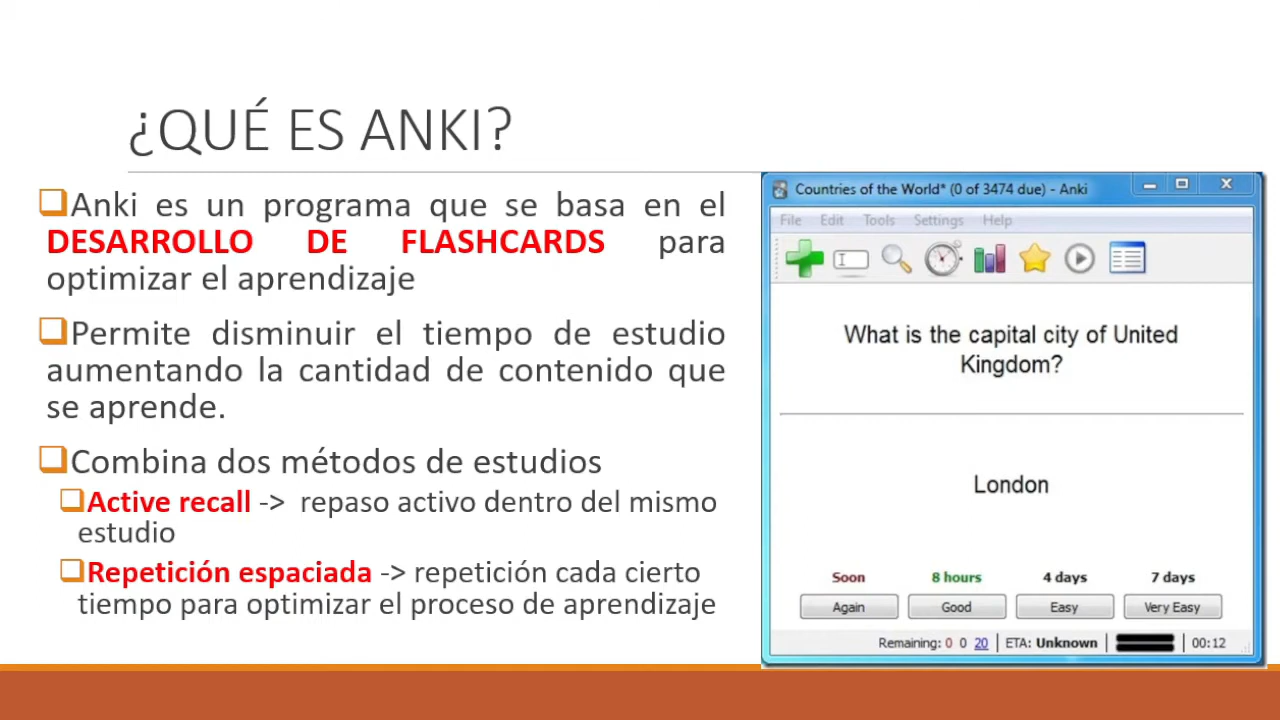 ¿QUÉ ES ANKI?
Anki es un programa que se basa en el
DESARROLLO DE FLASHCARDS para
optimizar el aprendizaje
Permite disminuir el tiempo de estudio
aumentando la cantidad de contenido que
se aprende.
Combina dos métodos de estudios
Active recall -> repaso activo dentro del mismo
estudio
Repetición espaciada -> repetición cada cierto
tiempo para optimizar el proceso de aprendizaje
Countries of the World* (0 of 3474 due) - Anki
File Edit Tools Settings Help
What is the capital city of United
Kingdom?
London
Soon 8 hours 4 days 7 days
Again Good Easy Very Easy
Remaining: 0 0 20 ETA: Unknown 00:12